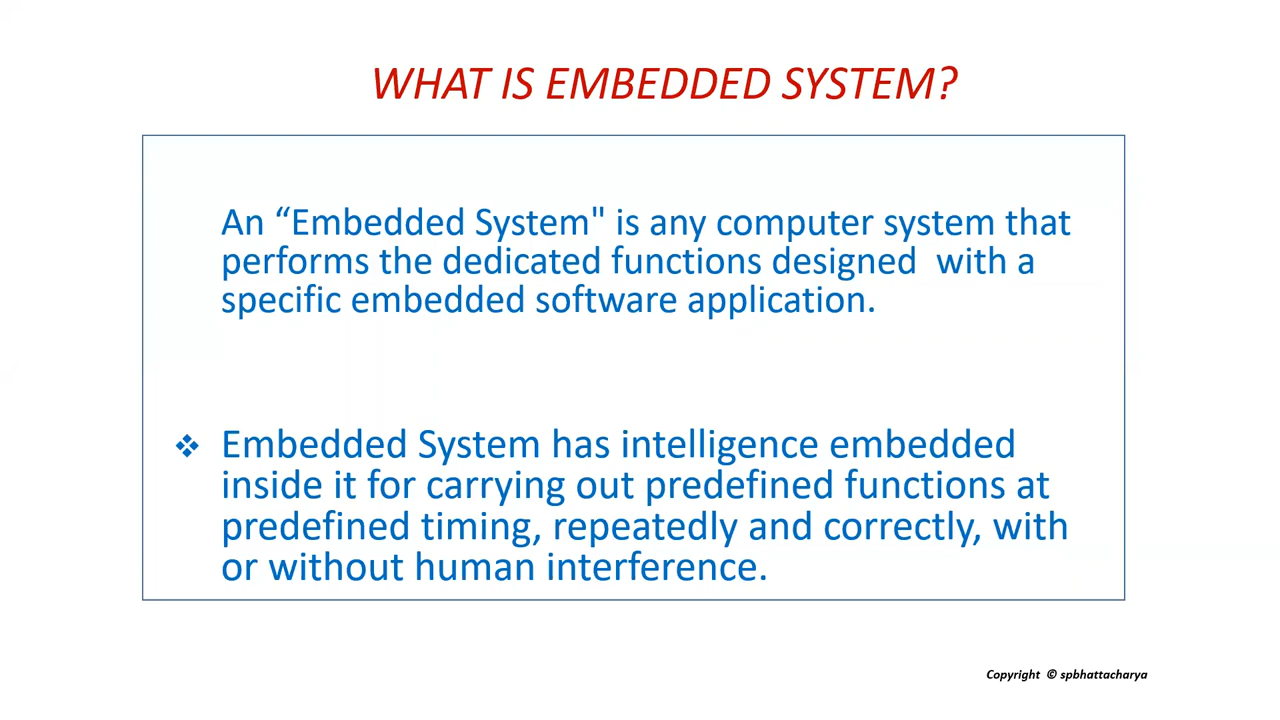 WHAT IS EMBEDDED SYSTEM?
An “Embedded System" is any computer system that
performs the dedicated functions designed  with a
specific embedded software application.
❖ Embedded System has intelligence embedded
inside it for carrying out predefined functions at
predefined timing, repeatedly and correctly, with
or without human interference.
Copyright © spbhattacharya